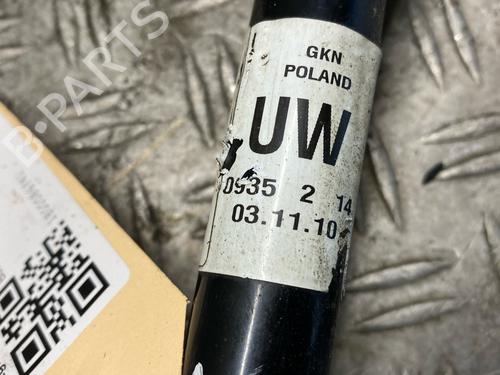 GKN
POLAND
UW
0935 2 14
03.11.10
B-PARTS